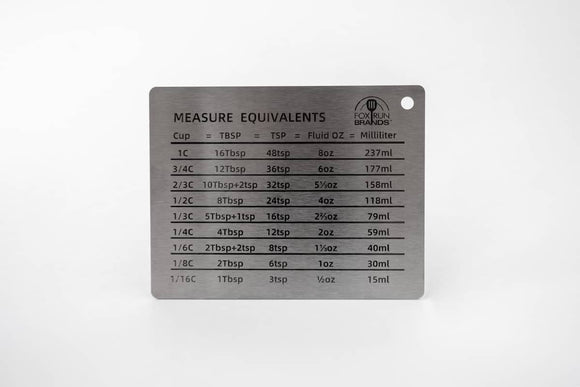 FOX RUN
BRANDS™
MEASURE EQUIVALENTS
Cup = TBSP = TSP = Fluid OZ = Milliliter
1C 16Tbsp 48tsp 8oz 237ml
3/4C 12Tbsp 36tsp 6oz 177ml
2/3C 10Tbsp+2tsp 32tsp 5⅓oz 158ml
1/2C 8Tbsp 24tsp 4oz 118ml
1/3C 5Tbsp+1tsp 16tsp 2⅔oz 79ml
1/4C 4Tbsp 12tsp 2oz 59ml
1/6C 2Tbsp+2tsp 8tsp 1⅓oz 40ml
1/8C 2Tbsp 6tsp 1oz 30ml
1/16C 1Tbsp 3tsp ½oz 15ml